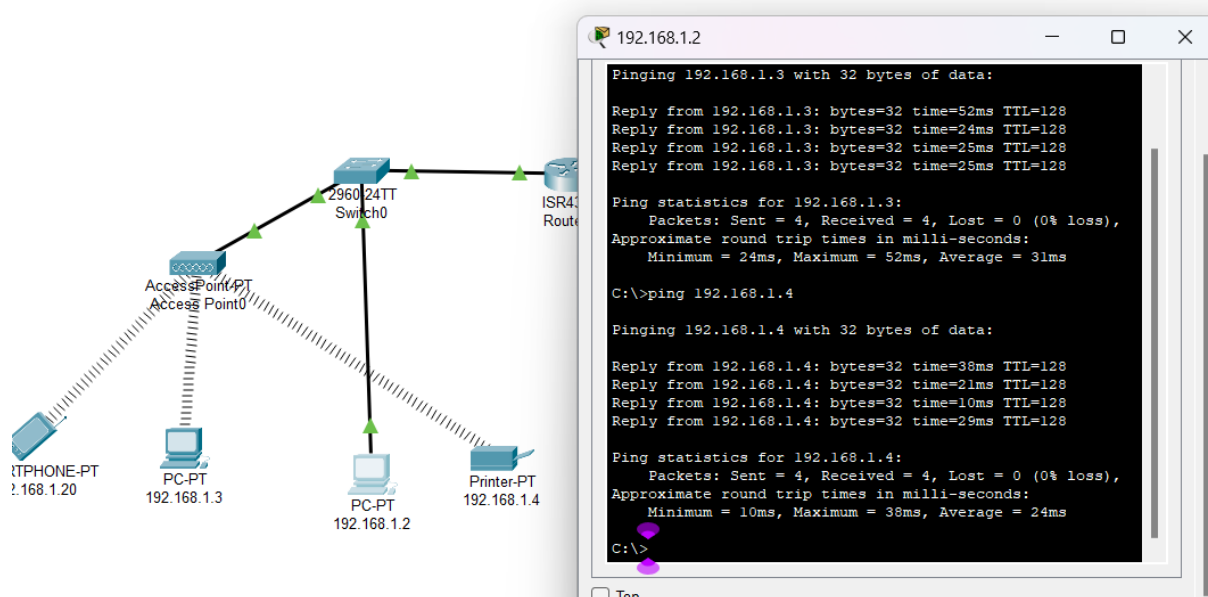 192.168.1.2
Pinging 192.168.1.3 with 32 bytes of data:
Reply from 192.168.1.3: bytes=32 time=52ms TTL=128
Reply from 192.168.1.3: bytes=32 time=24ms TTL=128
Reply from 192.168.1.3: bytes=32 time=25ms TTL=128
Reply from 192.168.1.3: bytes=32 time=25ms TTL=128
Ping statistics for 192.168.1.3:
Packets: Sent = 4, Received = 4, Lost = 0 (0% loss),
Approximate round trip times in milli-seconds:
Minimum = 24ms, Maximum = 52ms, Average = 31ms
C:\>ping 192.168.1.4
Pinging 192.168.1.4 with 32 bytes of data:
Reply from 192.168.1.4: bytes=32 time=38ms TTL=128
Reply from 192.168.1.4: bytes=32 time=21ms TTL=128
Reply from 192.168.1.4: bytes=32 time=10ms TTL=128
Reply from 192.168.1.4: bytes=32 time=29ms TTL=128
Ping statistics for 192.168.1.4:
Packets: Sent = 4, Received = 4, Lost = 0 (0% loss),
Approximate round trip times in milli-seconds:
Minimum = 10ms, Maximum = 38ms, Average = 24ms
C:\>
Top
2960-24TT
Switch0
ISR43
Route
AccessPoint-PT
Access Point0
RTPHONE-PT
2.168.1.20
PC-PT
192.168.1.3
PC-PT
192.168.1.2
Printer-PT
192.168.1.4